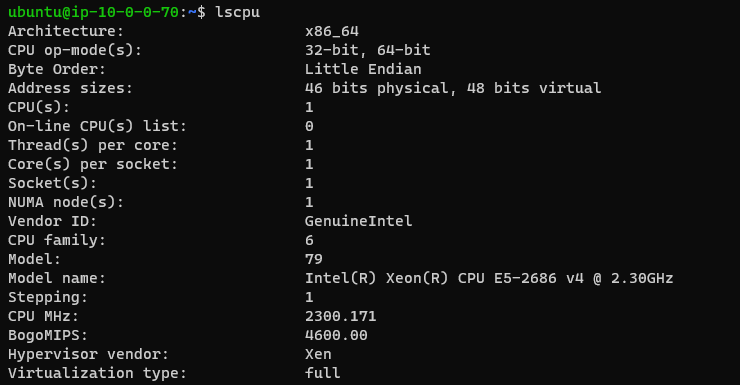 ubuntu@ip-10-0-0-70:~$ lscpu
Architecture: x86_64
CPU op-mode(s): 32-bit, 64-bit
Byte Order: Little Endian
Address sizes: 46 bits physical, 48 bits virtual
CPU(s): 1
On-line CPU(s) list: 0
Thread(s) per core: 1
Core(s) per socket: 1
Socket(s): 1
NUMA node(s): 1
Vendor ID: GenuineIntel
CPU family: 6
Model: 79
Model name: Intel(R) Xeon(R) CPU E5-2686 v4 @ 2.30GHz
Stepping: 1
CPU MHz: 2300.171
BogoMIPS: 4600.00
Hypervisor vendor: Xen
Virtualization type: full